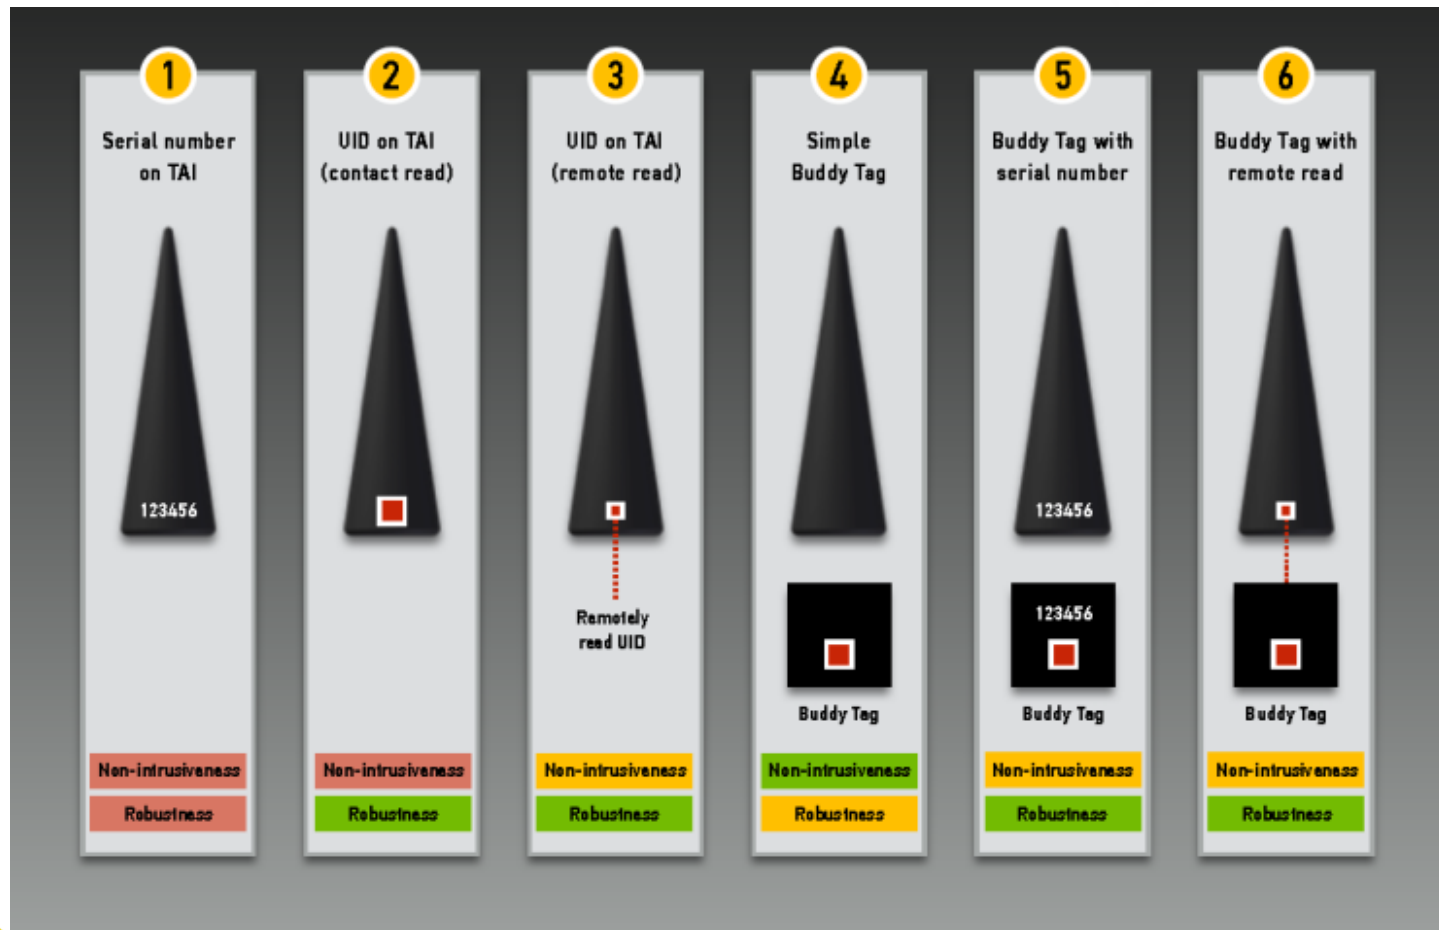 1
Serial number
on TAI
123456
Non-intrusiveness
Robustness
2
UID on TAI
(contact read)
Non-intrusiveness
Robustness
3
UID on TAI
(remote read)
Remotely
read UID
Non-intrusiveness
Robustness
4
Simple
Buddy Tag
Buddy Tag
Non-intrusiveness
Robustness
5
Buddy Tag with
serial number
123456
123456
Buddy Tag
Non-intrusiveness
Robustness
6
Buddy Tag with
remote read
Buddy Tag
Non-intrusiveness
Robustness